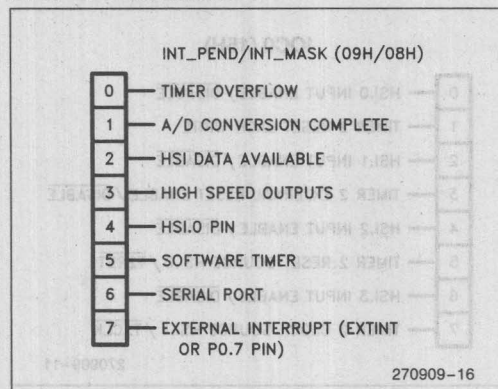 INT_PEND/INT_MASK (09H/08H)
0 TIMER OVERFLOW
1 A/D CONVERSION COMPLETE
2 HSI DATA AVAILABLE
3 HIGH SPEED OUTPUTS
4 HSI.0 PIN
5 SOFTWARE TIMER
6 SERIAL PORT
7 EXTERNAL INTERRUPT (EXTINT
OR P0.7 PIN)
270909-16